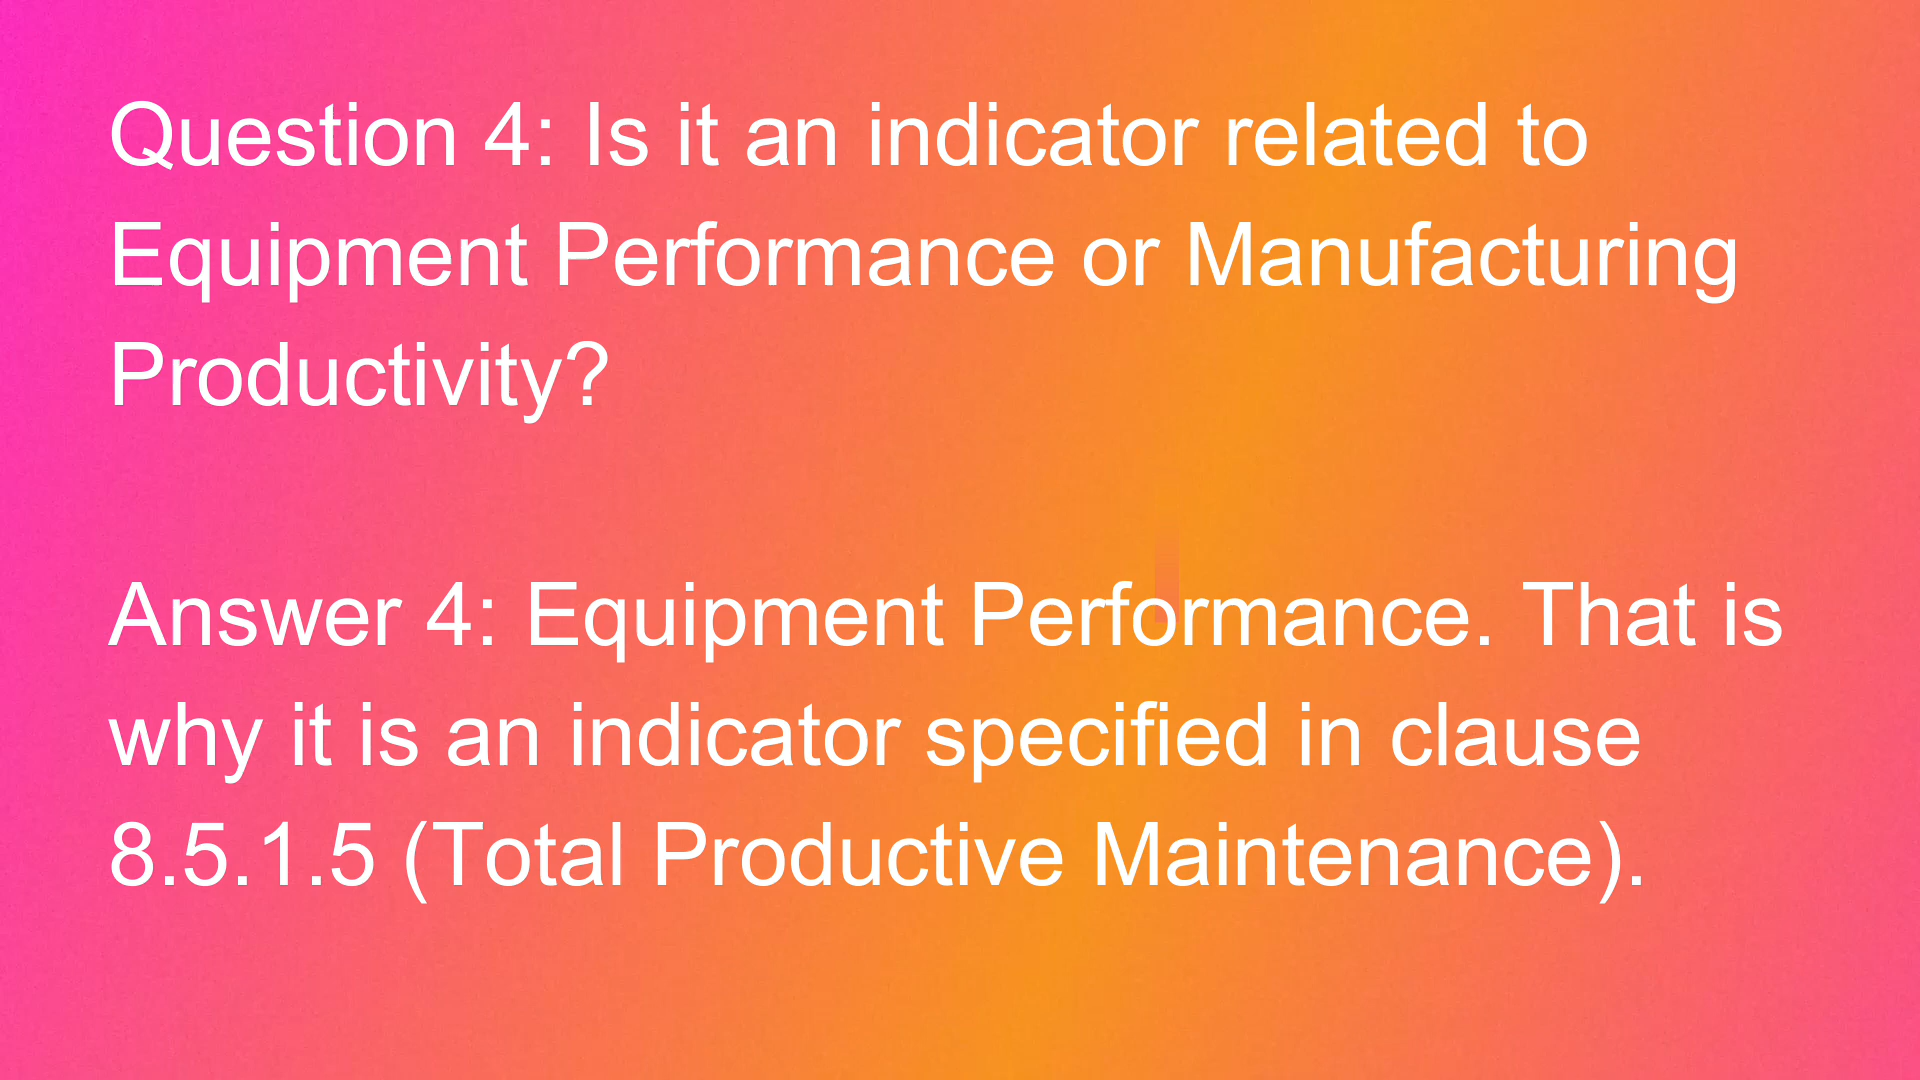 Question 4: Is it an indicator related to
Equipment Performance or Manufacturing
Productivity?
Answer 4: Equipment Performance. That is
why it is an indicator specified in clause
8.5.1.5 (Total Productive Maintenance).